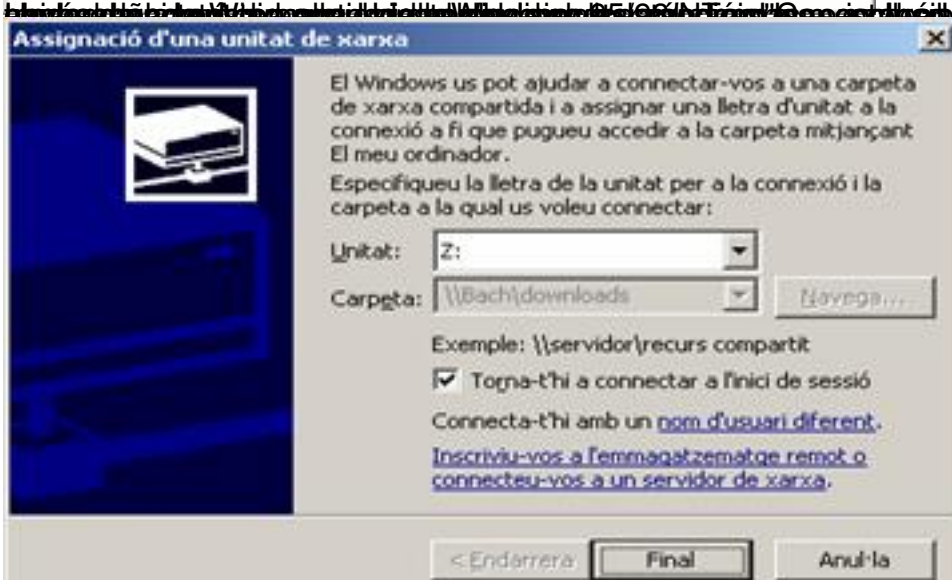 Assignació d'una unitat de xarxa
El Windows us pot ajudar a connectar-vos a una carpeta
de xarxa compartida i a assignar una lletra d'unitat a la
connexió a fi que pugueu accedir a la carpeta mitjançant
El meu ordinador.
Especifiqueu la lletra de la unitat per a la connexió i la
carpeta a la qual us voleu connectar:
Unitat: Z:
Carpeta: \\Bach\downloads Navega...
Exemple: \\servidor\recurs compartit
Torna-t'hi a connectar a l'inici de sessió
Connecta-t'hi amb un nom d'usuari diferent.
Inscriviu-vos a l'emmagatzematge remot o
connecteu-vos a un servidor de xarxa.
< Endarrera Final Anul·la